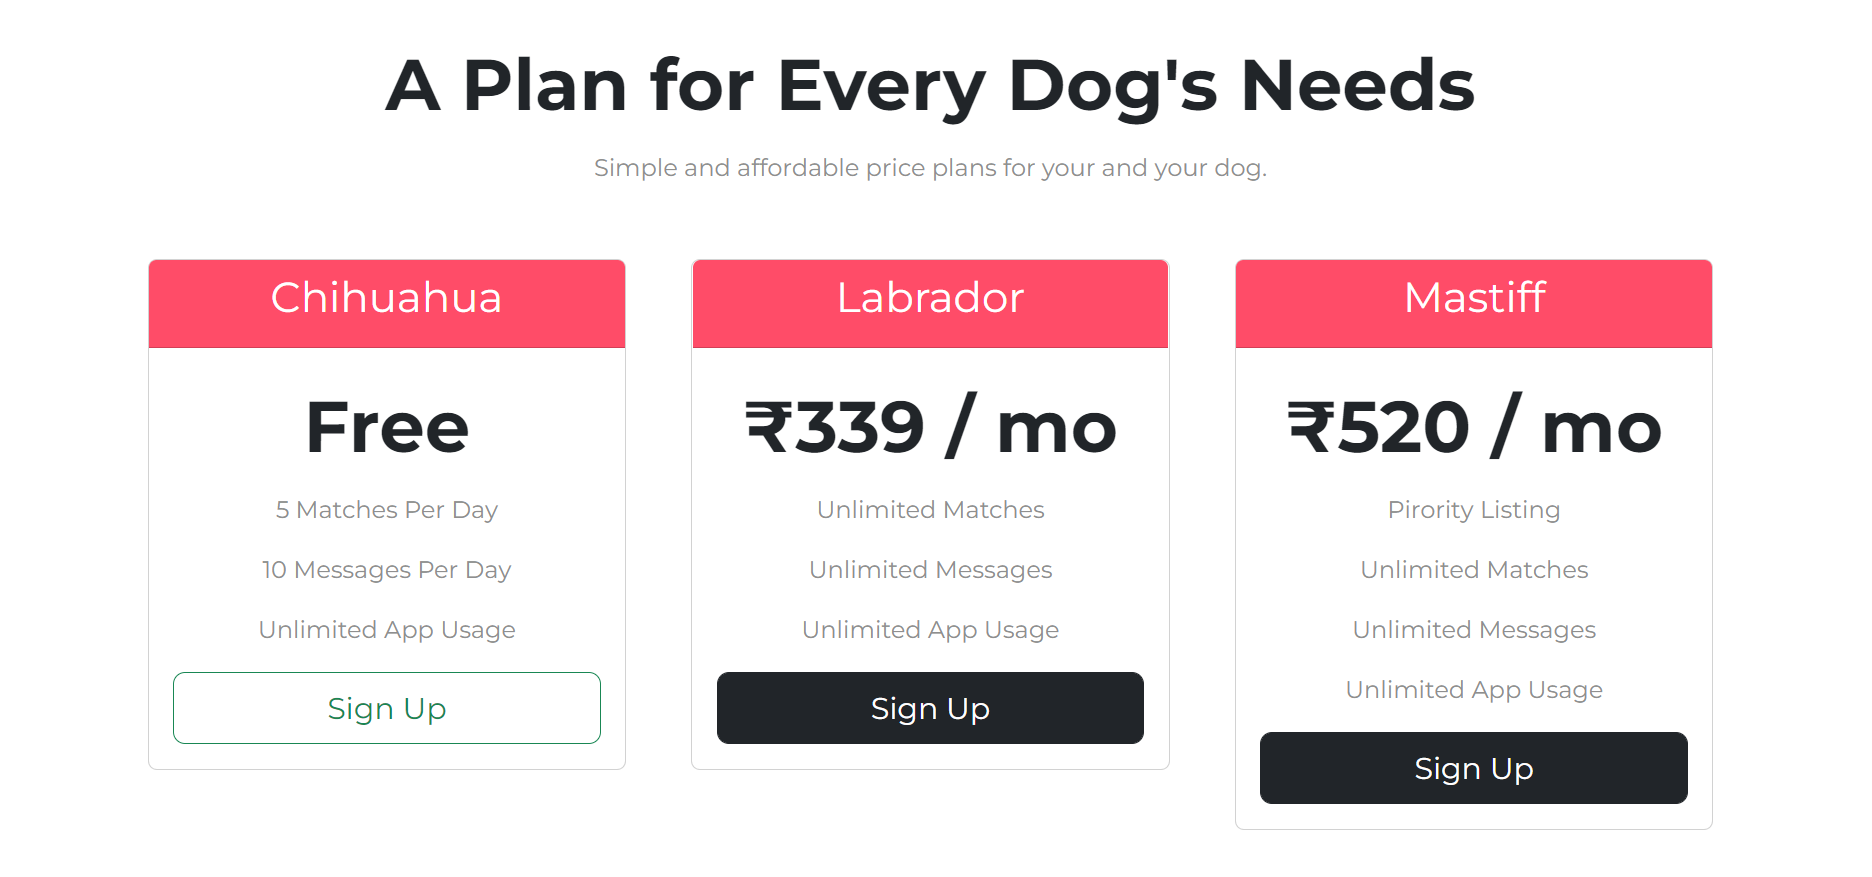 A Plan for Every Dog's Needs
Simple and affordable price plans for your and your dog.
Chihuahua
Free
5 Matches Per Day
10 Messages Per Day
Unlimited App Usage
Sign Up
Labrador
₹339 / mo
Unlimited Matches
Unlimited Messages
Unlimited App Usage
Sign Up
Mastiff
₹520 / mo
Pirority Listing
Unlimited Matches
Unlimited Messages
Unlimited App Usage
Sign Up